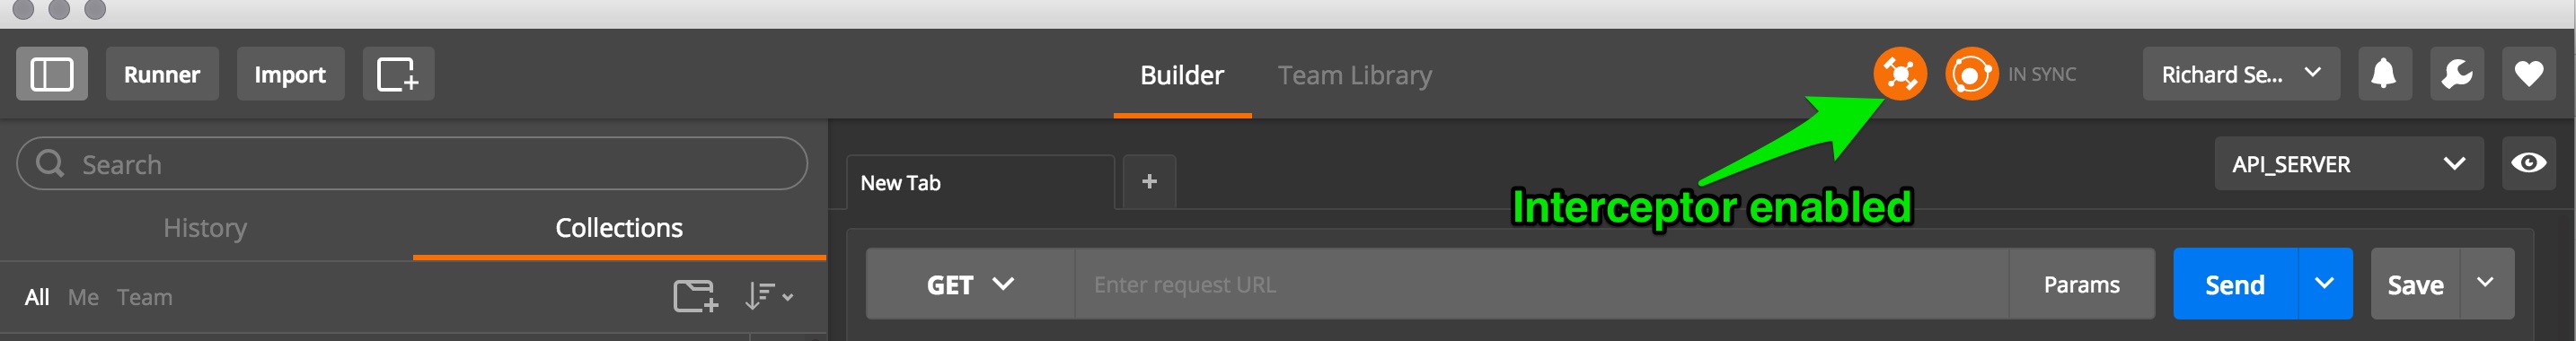 Runner Import Builder Team Library IN SYNC Richard Se...
Search
New Tab + API_SERVER
Interceptor enabled
History Collections
GET Enter request URL Params Send Save
All Me Team